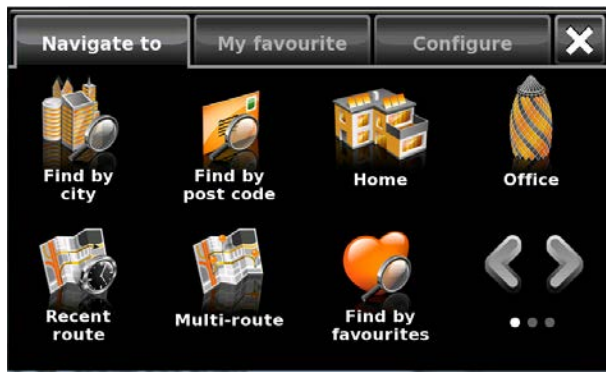 Navigate to
My favourite
Configure
Find by
city
Find by
post code
Home
Office
Recent
route
Multi-route
Find by
favourites